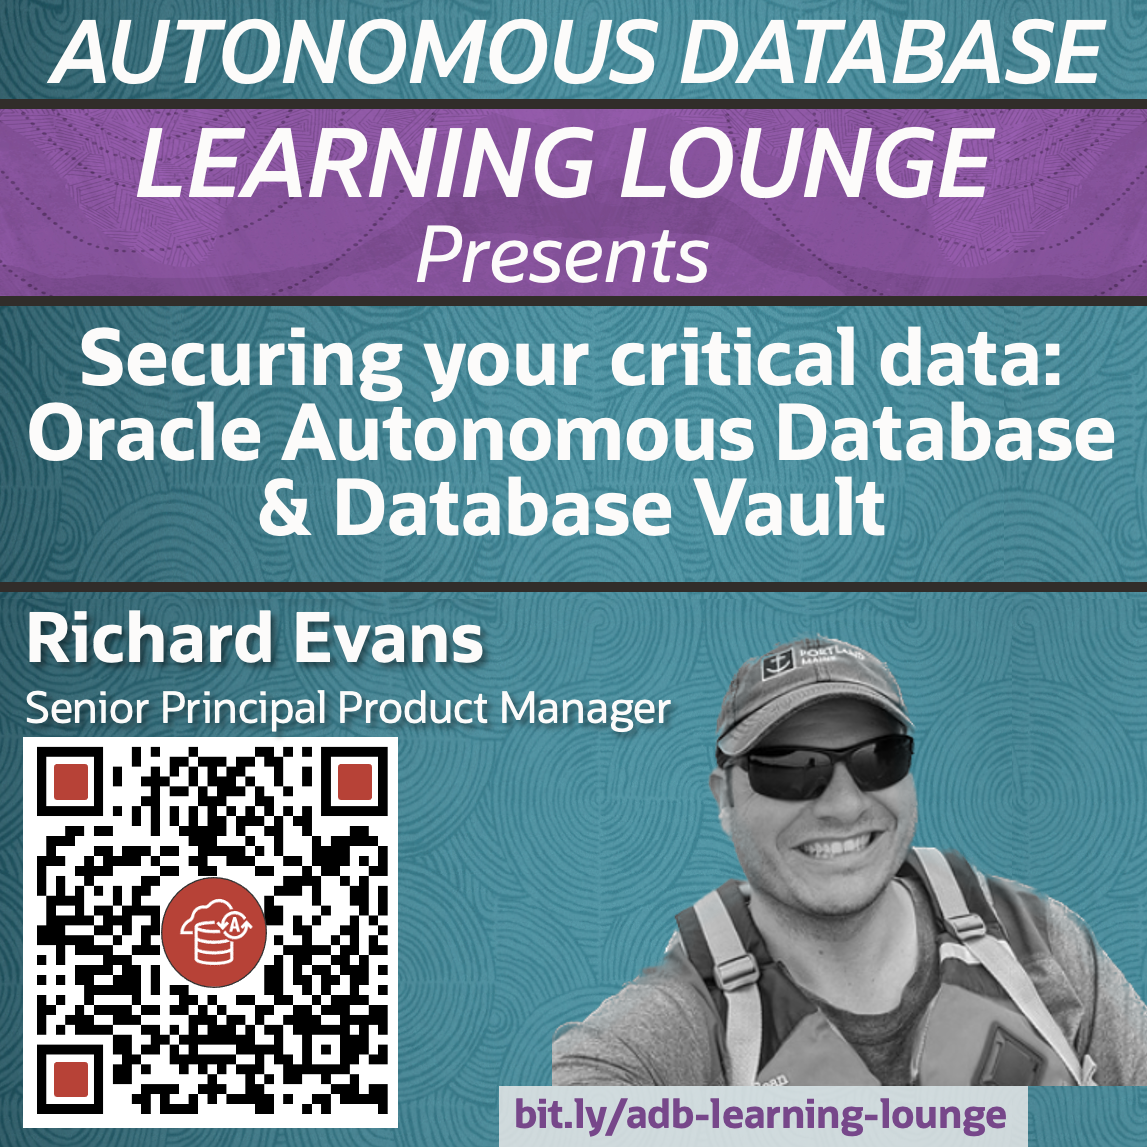 AUTONOMOUS DATABASE
LEARNING LOUNGE
Presents
Securing your critical data:
Oracle Autonomous Database
& Database Vault
Richard Evans
Senior Principal Product Manager
PORTLAND
MAINE
A
bit.ly/adb-learning-lounge